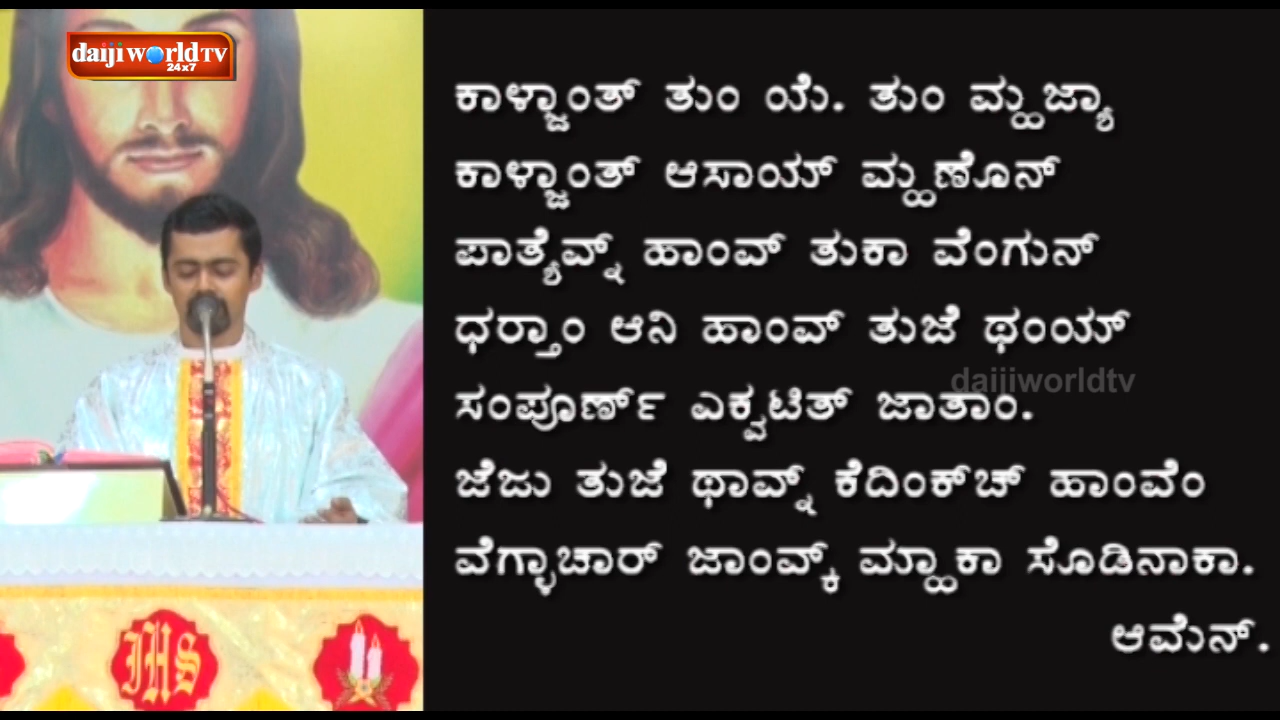 daijiworld TV
24x7
ಕಾಳ್ಜಾಂತ್ ತುಂ ಯೆ. ತುಂ ಮ್ಹಜ್ಯಾ
ಕಾಳ್ಜಾಂತ್ ಆಸಾಯ್ ಮ್ಹಣೊನ್
ಪಾತ್ಯೆವ್ನ್ ಹಾಂವ್ ತುಕಾ ವೆಂಗುನ್
ಧರ‍್ತಾಂ ಆನಿ ಹಾಂವ್ ತುಜೆ ಥಂಯ್
daijiworldtv
ಸಂಪೂರ್ಣ್ ಎಕ್ವಟಿತ್ ಜಾತಾಂ.
ಜೆಜು ತುಜೆ ಥಾವ್ನ್ ಕೆದಿಂಕ್‌ಚ್ ಹಾಂವೆಂ
ವೆಗ್ಳಾಚಾರ್ ಜಾಂವ್ಕ್ ಮ್ಹಾಕಾ ಸೊಡಿನಾಕಾ.
ಆಮೆನ್.
IHS